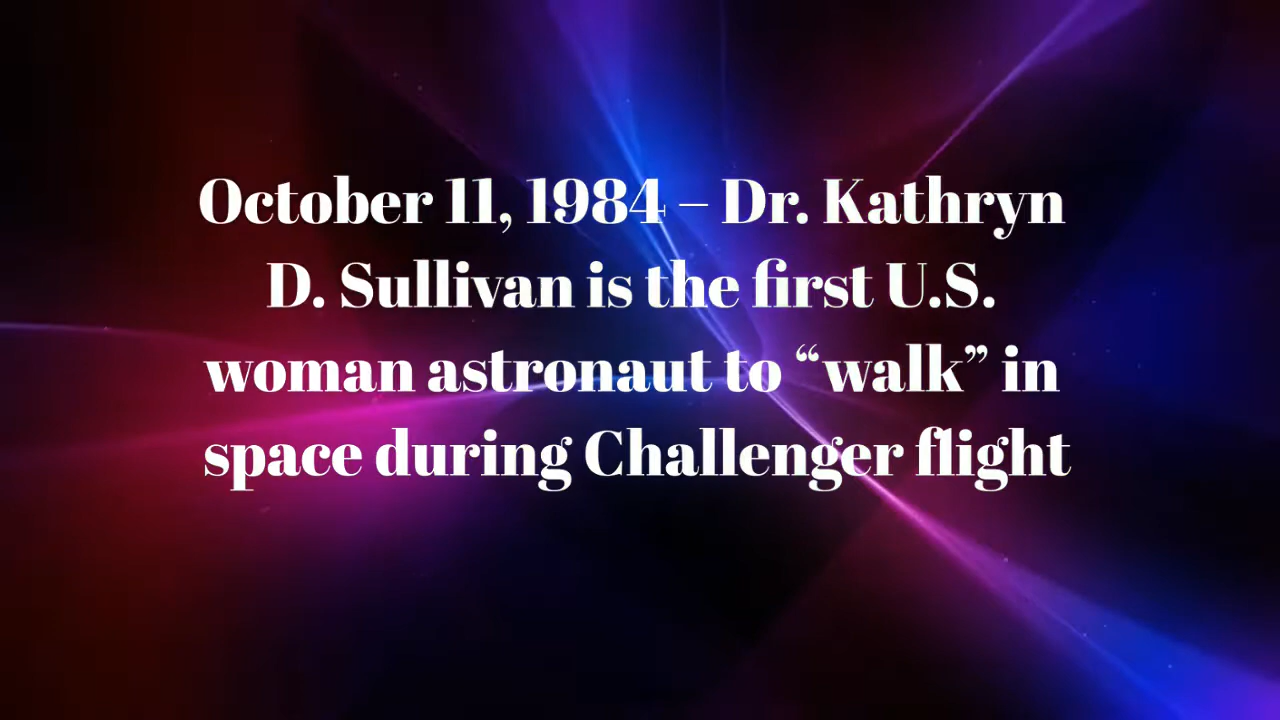 October 11, 1984 – Dr. Kathryn
D. Sullivan is the first U.S.
woman astronaut to “walk” in
space during Challenger flight